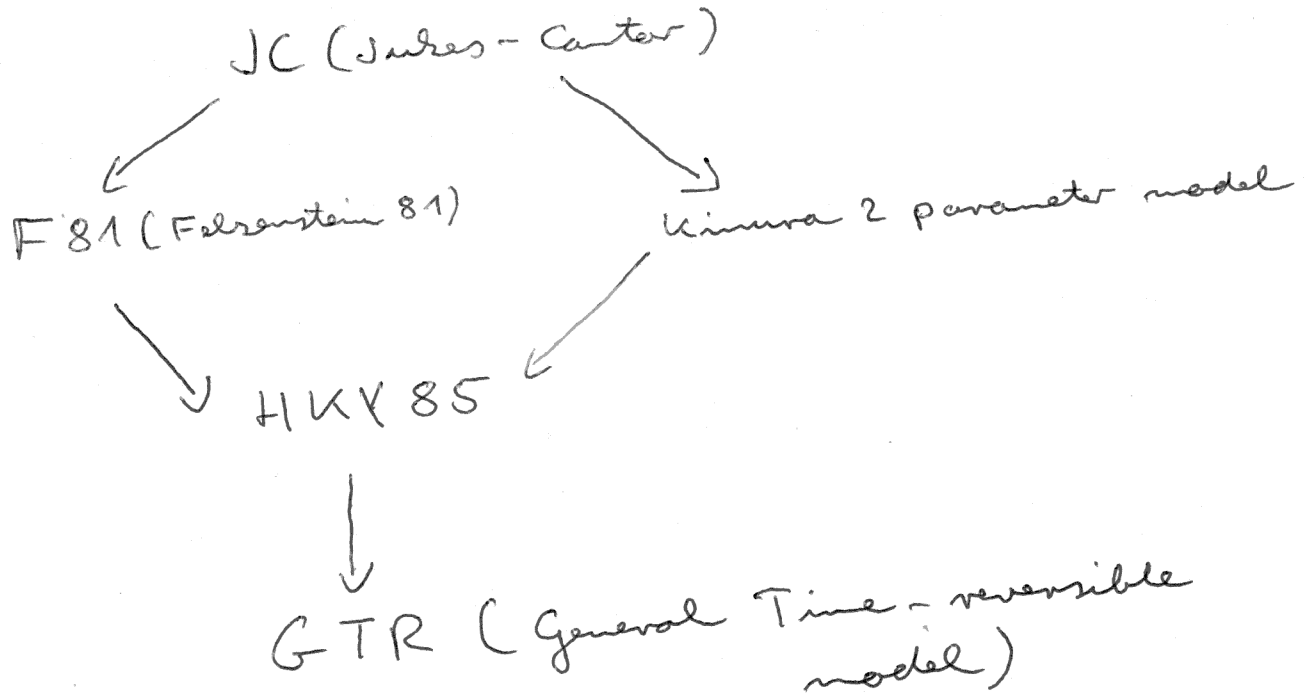 JC (Jukes-Cantor)
F81 (Felsenstein 81)
Kimura 2 parameter model
HKY85
GTR (General Time-reversible
model)